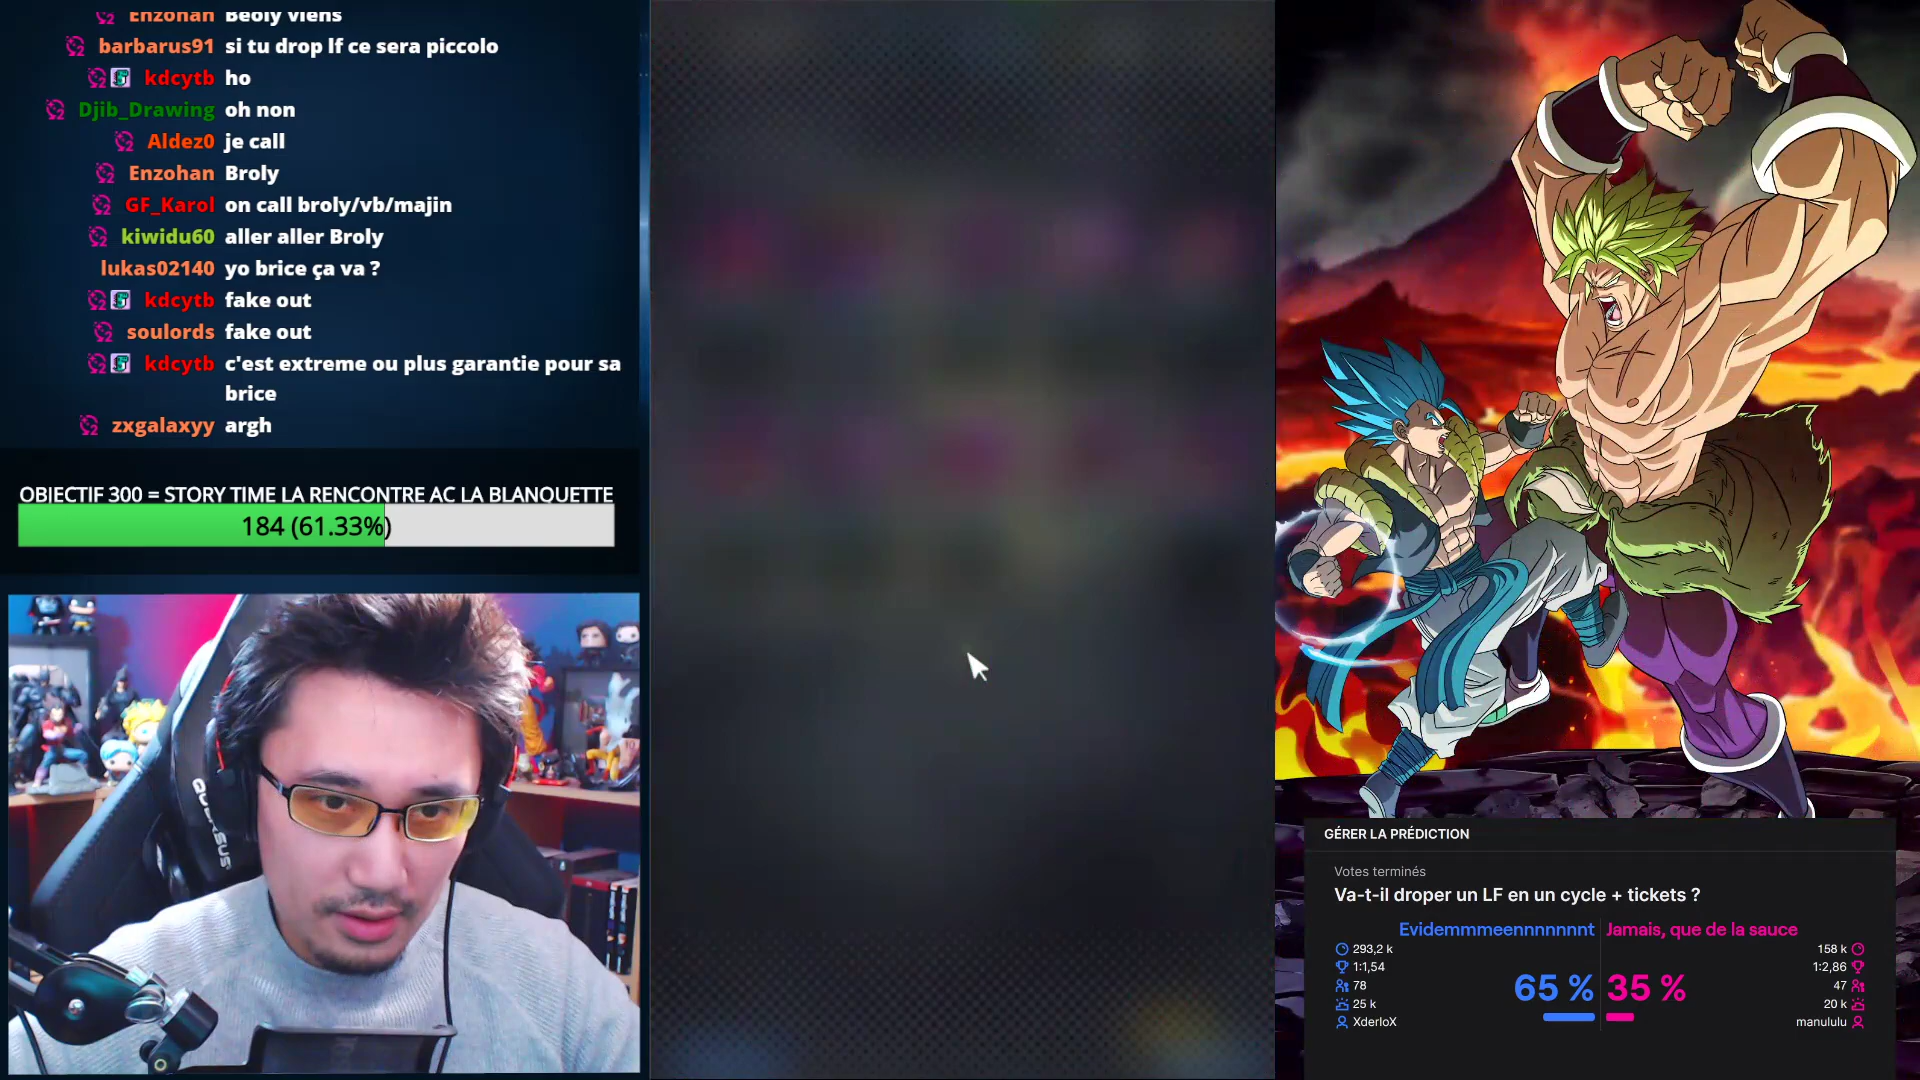 Enzohan Beoly viens
barbarus91 si tu drop lf ce sera piccolo
kdcytb ho
Djib_Drawing oh non
Aldez0 je call
Enzohan Broly
GF_Karol on call broly/vb/majin
kiwidu60 aller aller Broly
lukas02140 yo brice ça va ?
kdcytb fake out
soulords fake out
kdcytb c'est extreme ou plus garantie pour sa
brice
zxgalaxyy argh
OBJECTIF 300 = STORY TIME LA RENCONTRE AC LA BLANQUETTE
184 (61.33%)
GÉRER LA PRÉDICTION
Votes terminés
Va-t-il droper un LF en un cycle + tickets ?
Evidemmmeennnnnnnt Jamais, que de la sauce
293,2 k 158 k
1:1,54 1:2,86
78 47
65 % 35 %
25 k 20 k
XderloX manululu